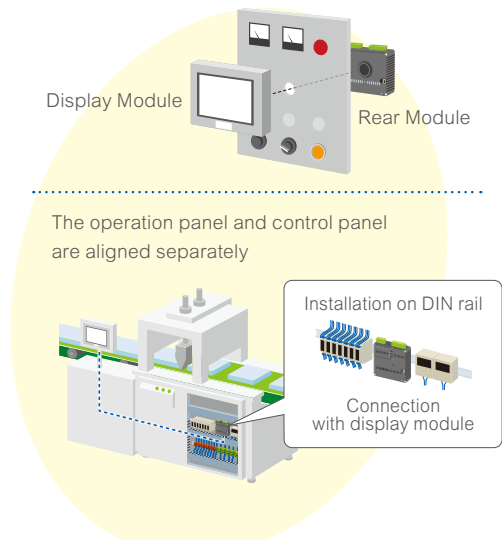 Display Module
Rear Module
The operation panel and control panel
are aligned separately
Installation on DIN rail
Connection
with display module